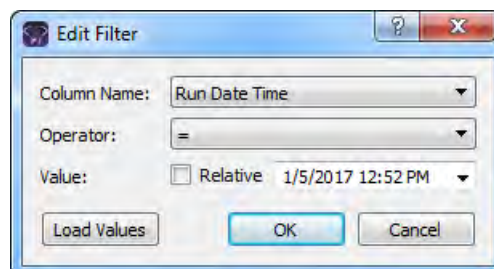 Edit Filter
Column Name: Run Date Time
Operator: =
Value: Relative 1/5/2017 12:52 PM
Load Values OK Cancel